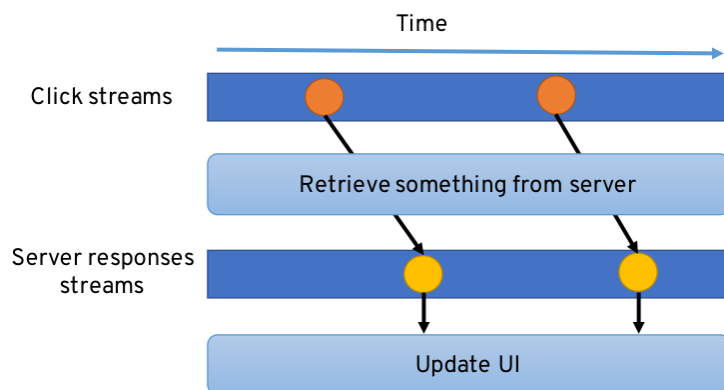 Time
Click streams
Retrieve something from server
Server responses
streams
Update UI